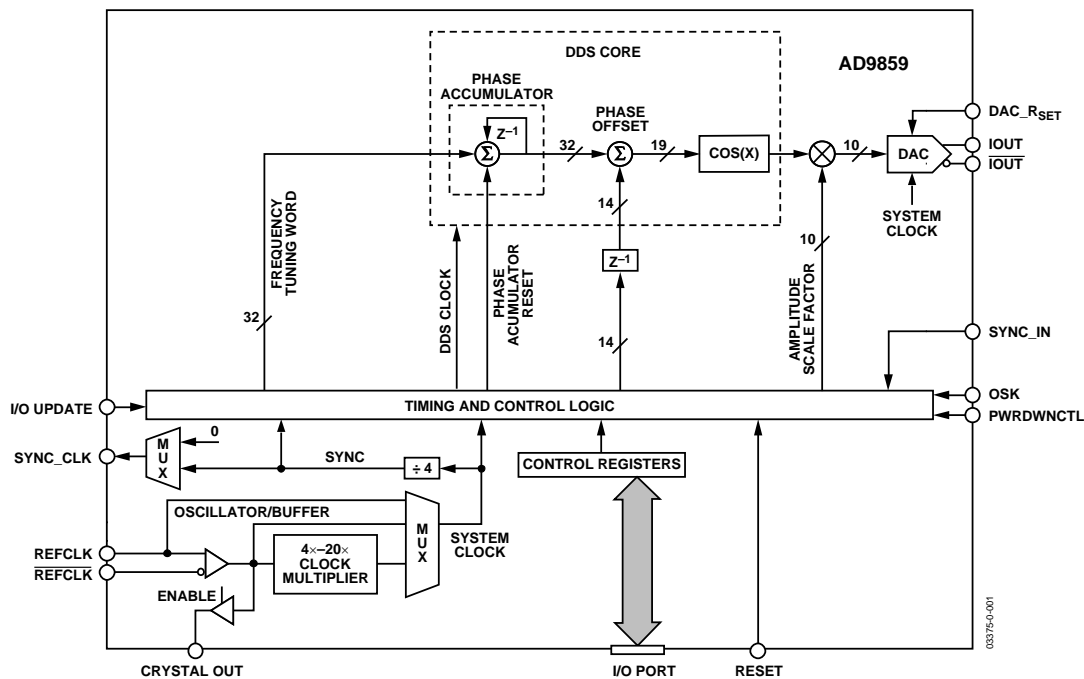 DDS CORE
AD9859
PHASE
ACCUMULATOR
PHASE
OFFSET
DAC_RSET
Z–1
IOUT
IOUT
Σ
32
Σ
19
COS(X)
10
DAC
SYSTEM
CLOCK
14
10
Z–1
FREQUENCY
TUNING WORD
DDS CLOCK
PHASE
ACUMULATOR
RESET
AMPLITUDE
SCALE FACTOR
32
14
SYNC_IN
I/O UPDATE
TIMING AND CONTROL LOGIC
OSK
PWRDWNCTL
0
SYNC_CLK
MUX
SYNC
÷ 4
CONTROL REGISTERS
OSCILLATOR/BUFFER
MUX
SYSTEM
CLOCK
REFCLK
REFCLK
4×–20×
CLOCK
MULTIPLIER
ENABLE
03375-0-001
CRYSTAL OUT
I/O PORT
RESET